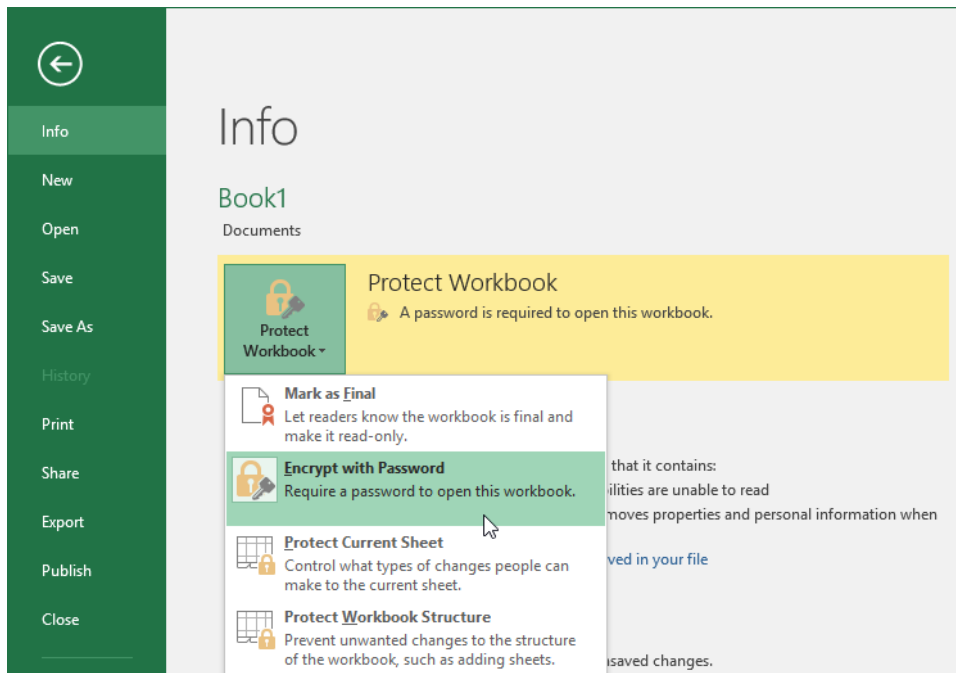 Info
New
Open
Save
Save As
History
Print
Share
Export
Publish
Close
Info
Book1
Documents
Protect
Workbook
Protect Workbook
A password is required to open this workbook.
Mark as Final
Let readers know the workbook is final and
make it read-only.
Encrypt with Password
Require a password to open this workbook.
Protect Current Sheet
Control what types of changes people can
make to the current sheet.
Protect Workbook Structure
Prevent unwanted changes to the structure
of the workbook, such as adding sheets.
that it contains:
are unable to read
properties and personal information when
in your file
changes.